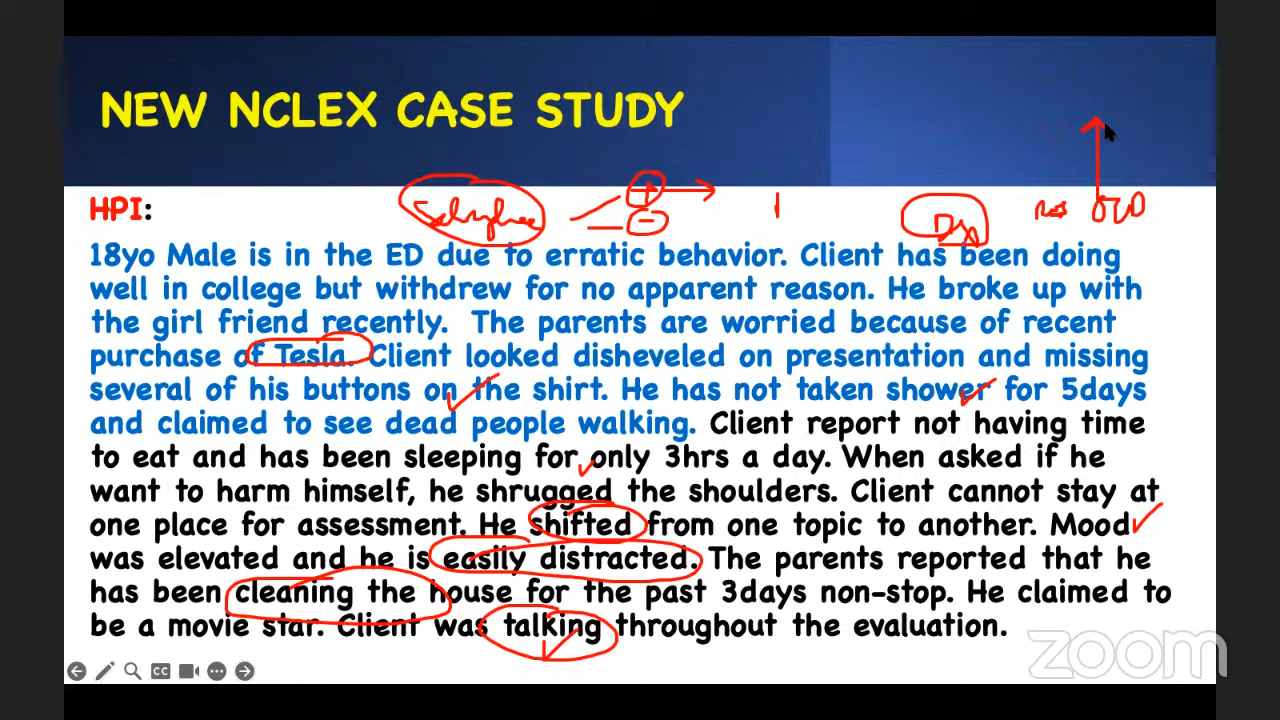 NEW NCLEX CASE STUDY
HPI:
+
-
Dx
OCD
18yo Male is in the ED due to erratic behavior. Client has been doing
well in college but withdrew for no apparent reason. He broke up with
the girl friend recently. The parents are worried because of recent
purchase of Tesla. Client looked disheveled on presentation and missing
several of his buttons on the shirt. He has not taken shower for 5days
and claimed to see dead people walking. Client report not having time
to eat and has been sleeping for only 3hrs a day. When asked if he
want to harm himself, he shrugged the shoulders. Client cannot stay at
one place for assessment. He shifted from one topic to another. Mood
was elevated and he is easily distracted. The parents reported that he
has been cleaning the house for the past 3days non-stop. He claimed to
be a movie star. Client was talking throughout the evaluation.
zoom
CC